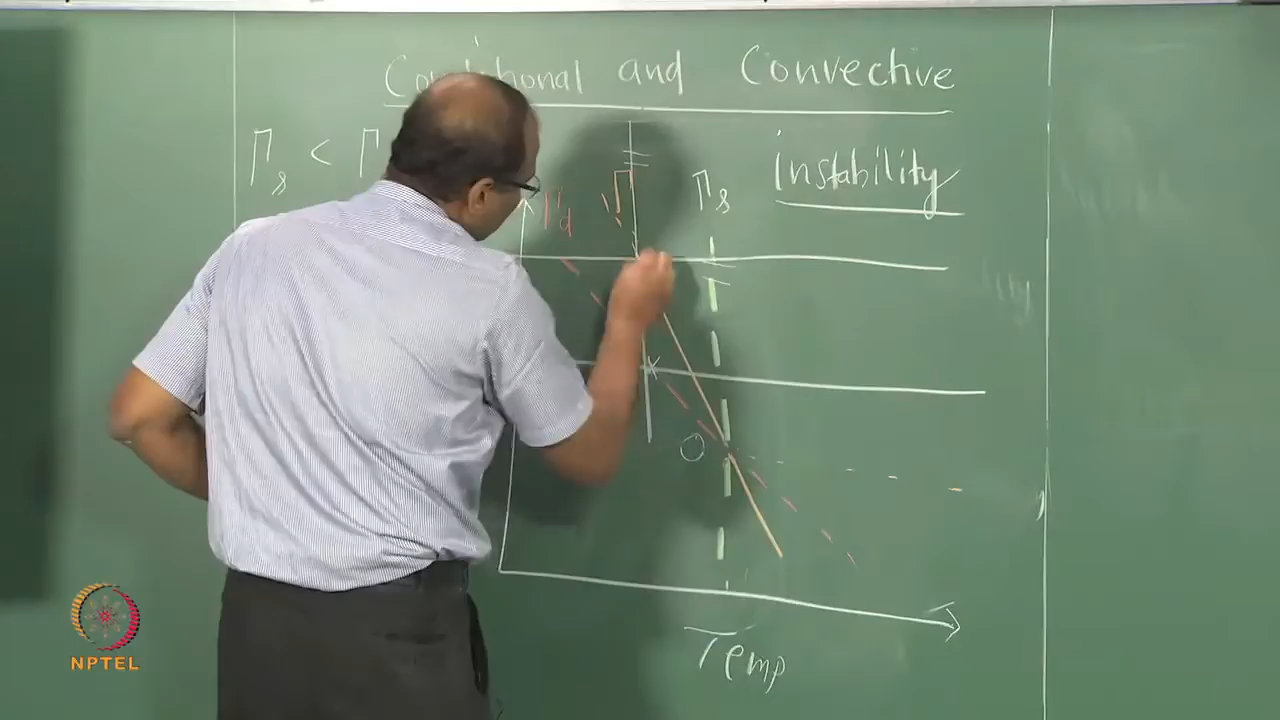 Conditional and Convective
Instability
Γs < Γ
Γd Γ Γs
O
Temp
NPTEL